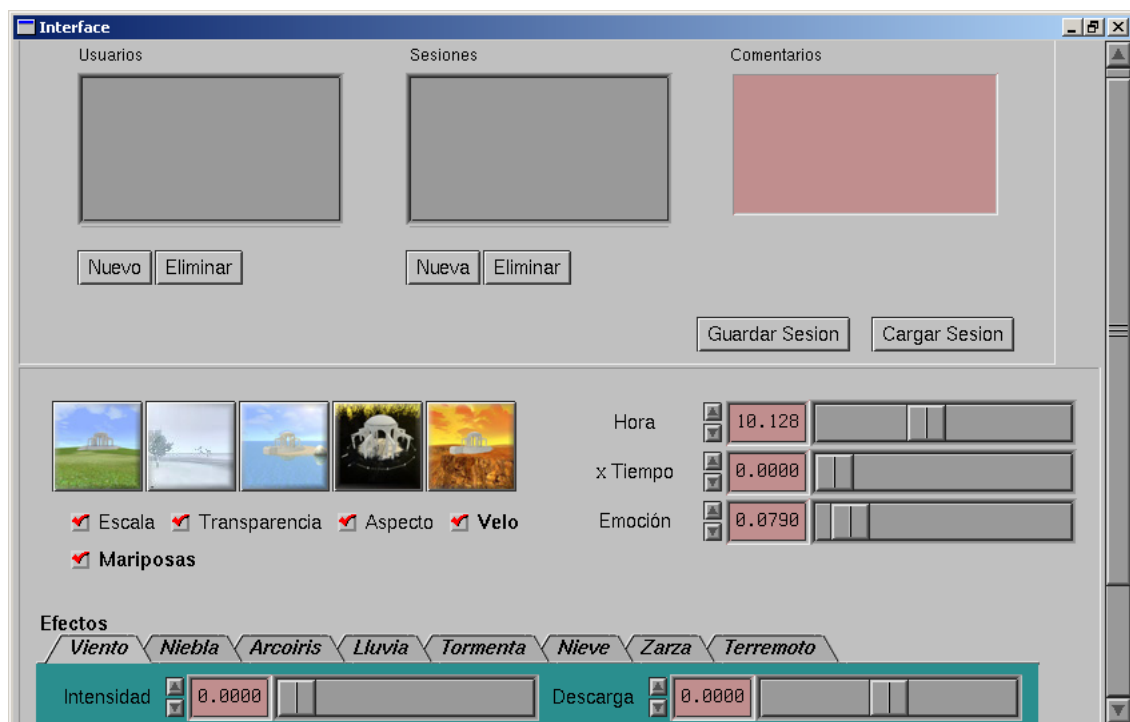 Interface
Usuarios Sesiones Comentarios
Nuevo Eliminar Nueva Eliminar
Guardar Sesion Cargar Sesion
Hora 10.128
x Tiempo 0.0000
Emoción 0.0790
Escala Transparencia Aspecto Velo
Mariposas
Efectos
Viento Niebla Arcoiris Lluvia Tormenta Nieve Zarza Terremoto
Intensidad 0.0000 Descarga 0.0000